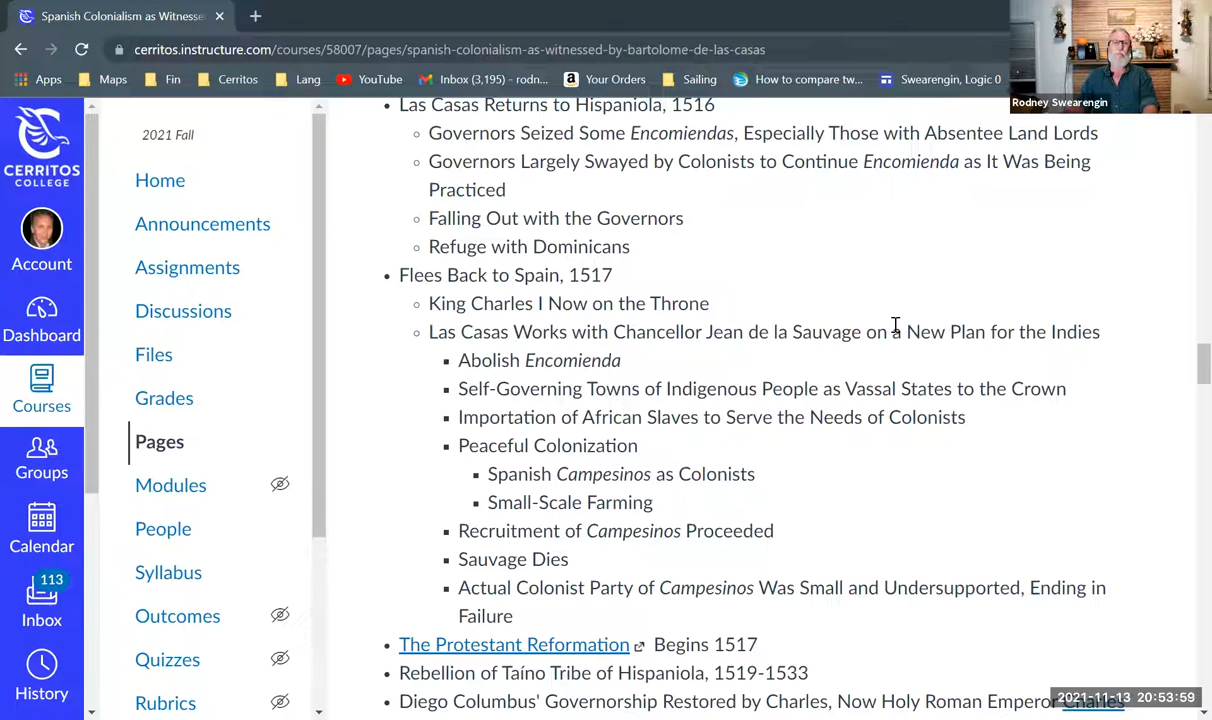 Spanish Colonialism as Witnesse
cerritos.instructure.com/courses/58007/pages/spanish-colonialism-as-witnessed-by-bartolome-de-las-casas
Apps Maps Fin Cerritos Lang YouTube Inbox (3,195) - rodn... Your Orders Sailing How to compare tw... Swearengin, Logic 0
Rodney Swearengin
CERRITOS
COLLEGE
Account
Dashboard
Courses
Groups
Calendar
113
Inbox
History
2021 Fall
Home
Announcements
Assignments
Discussions
Files
Grades
Pages
Modules
People
Syllabus
Outcomes
Quizzes
Rubrics
Las Casas Returns to Hispaniola, 1516
Governors Seized Some Encomiendas, Especially Those with Absentee Land Lords
Governors Largely Swayed by Colonists to Continue Encomienda as It Was Being
Practiced
Falling Out with the Governors
Refuge with Dominicans
Flees Back to Spain, 1517
King Charles I Now on the Throne
Las Casas Works with Chancellor Jean de la Sauvage on a New Plan for the Indies
Abolish Encomienda
Self-Governing Towns of Indigenous People as Vassal States to the Crown
Importation of African Slaves to Serve the Needs of Colonists
Peaceful Colonization
Spanish Campesinos as Colonists
Small-Scale Farming
Recruitment of Campesinos Proceeded
Sauvage Dies
Actual Colonist Party of Campesinos Was Small and Undersupported, Ending in
Failure
The Protestant Reformation Begins 1517
Rebellion of Taíno Tribe of Hispaniola, 1519-1533
Diego Columbus' Governorship Restored by Charles, Now Holy Roman Emperor Charles
2021-11-13 20:53:59